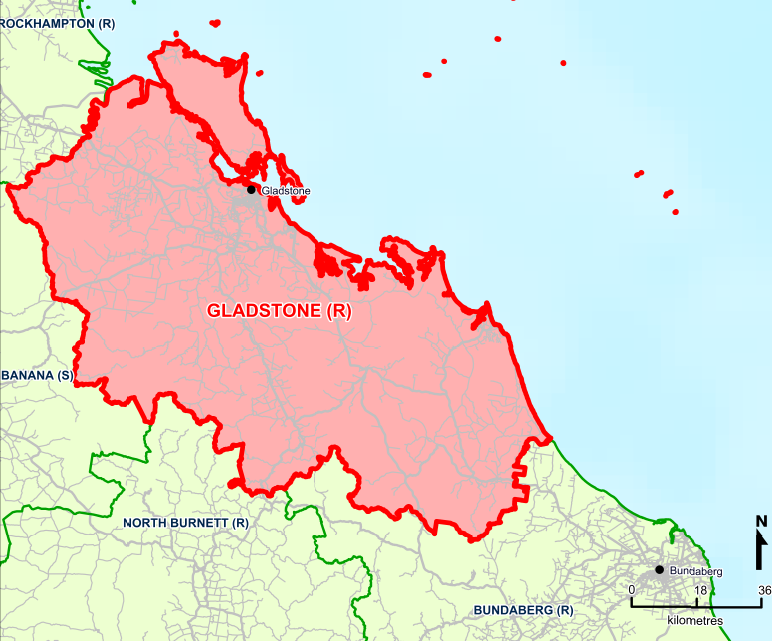 ROCKHAMPTON (R)
Gladstone
GLADSTONE (R)
BANANA (S)
NORTH BURNETT (R)
N
Bundaberg
0 18 36
BUNDABERG (R)
kilometres